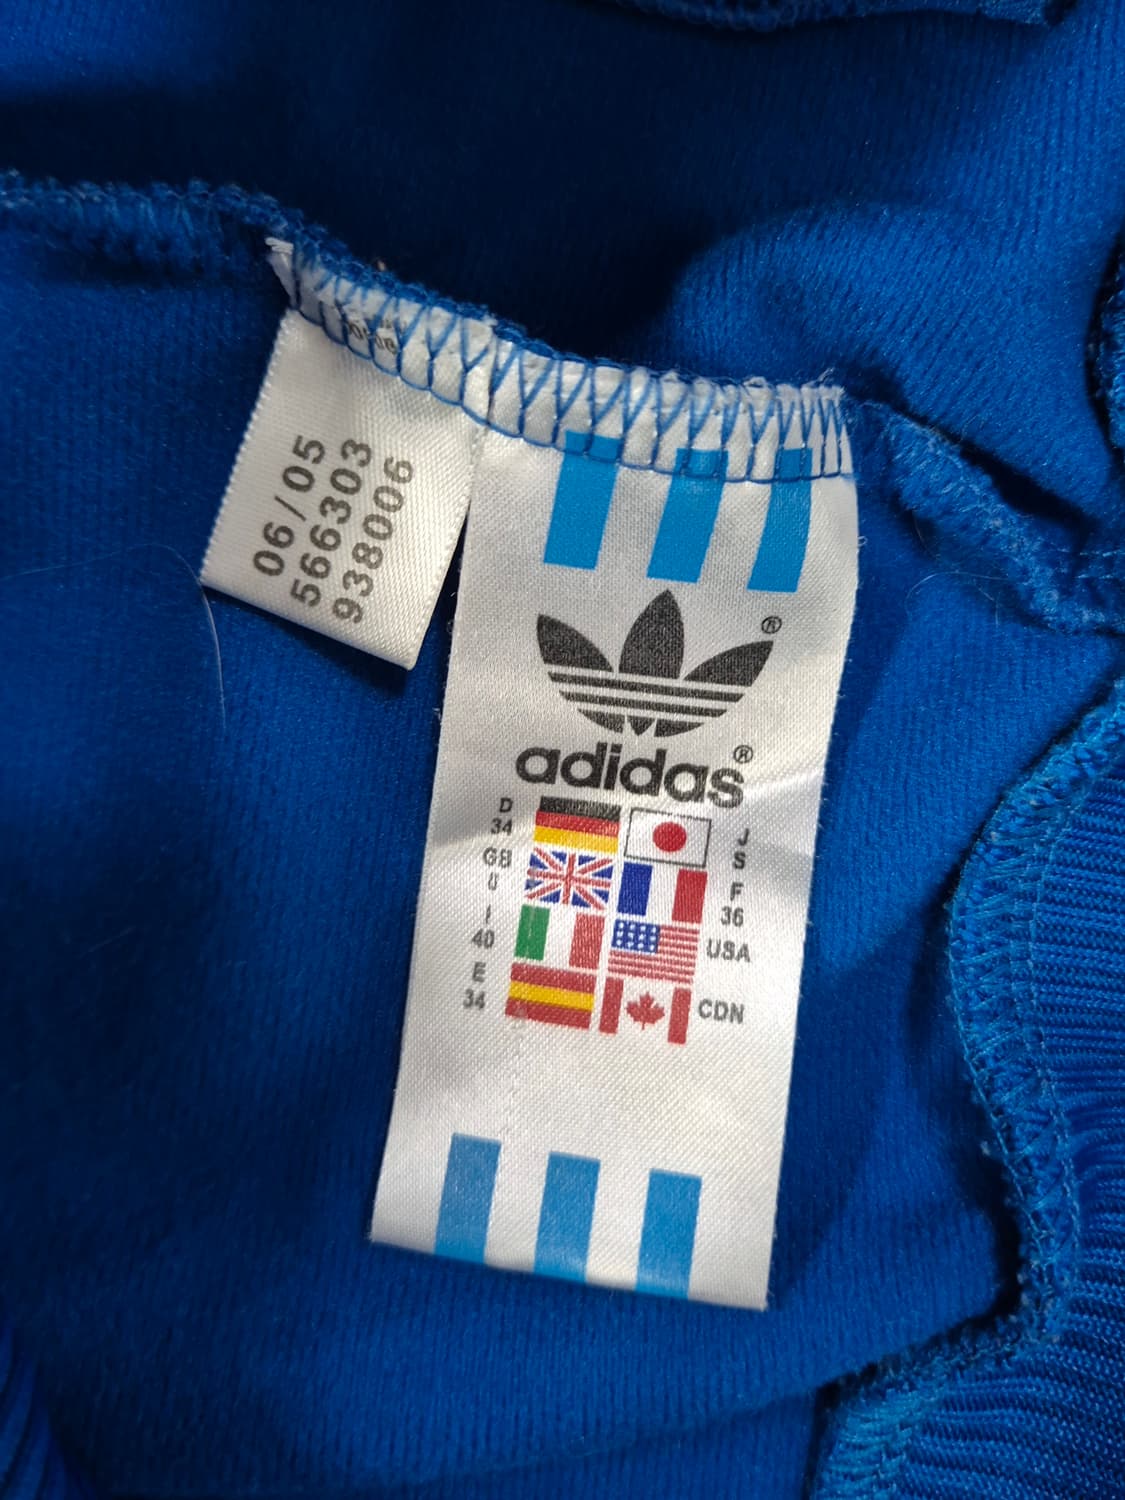 06/05
566303
938006
®
adidas®
D
34
GB
I
40
E
34
J
S
F
36
USA
CDN